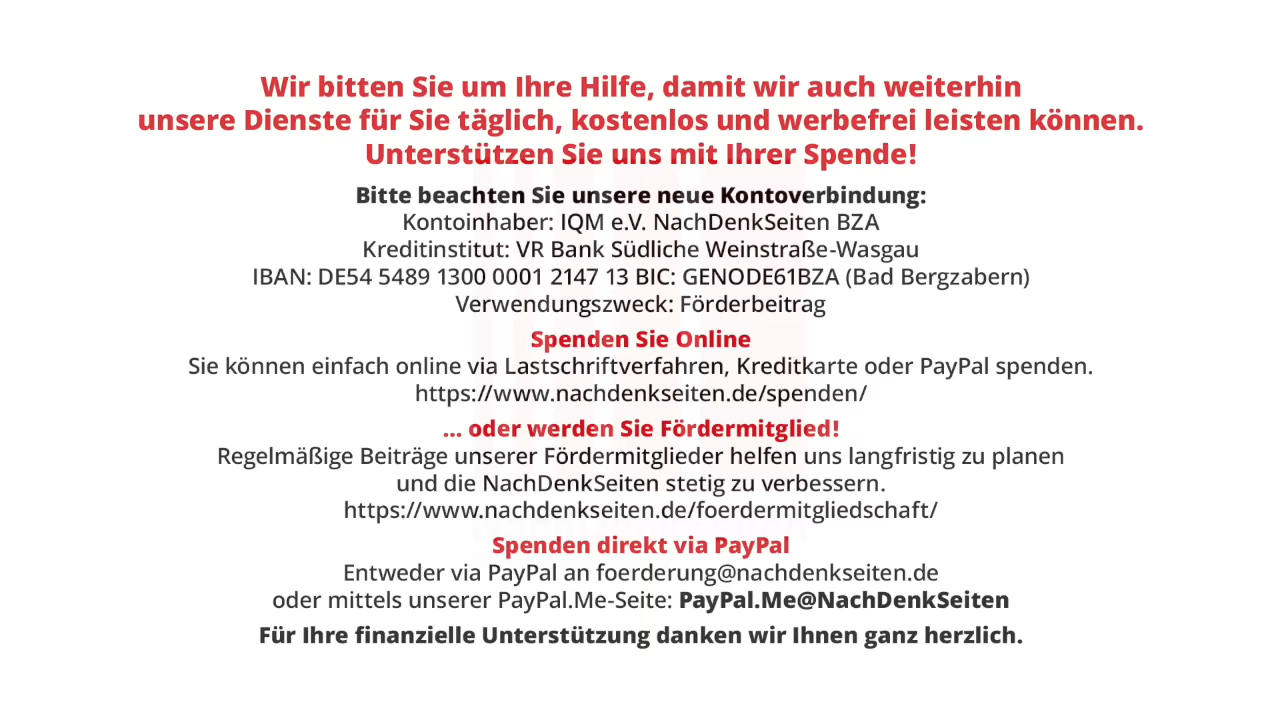 Wir bitten Sie um Ihre Hilfe, damit wir auch weiterhin
unsere Dienste für Sie täglich, kostenlos und werbefrei leisten können.
Unterstützen Sie uns mit Ihrer Spende!
Bitte beachten Sie unsere neue Kontoverbindung:
Kontoinhaber: IQM e.V. NachDenkSeiten BZA
Kreditinstitut: VR Bank Südliche Weinstraße-Wasgau
IBAN: DE54 5489 1300 0001 2147 13 BIC: GENODE61BZA (Bad Bergzabern)
Verwendungszweck: Förderbeitrag
Spenden Sie Online
Sie können einfach online via Lastschriftverfahren, Kreditkarte oder PayPal spenden.
https://www.nachdenkseiten.de/spenden/
... oder werden Sie Fördermitglied!
Regelmäßige Beiträge unserer Fördermitglieder helfen uns langfristig zu planen
und die NachDenkSeiten stetig zu verbessern.
https://www.nachdenkseiten.de/foerdermitgliedschaft/
Spenden direkt via PayPal
Entweder via PayPal an foerderung@nachdenkseiten.de
oder mittels unserer PayPal.Me-Seite: PayPal.Me@NachDenkSeiten
Für Ihre finanzielle Unterstützung danken wir Ihnen ganz herzlich.